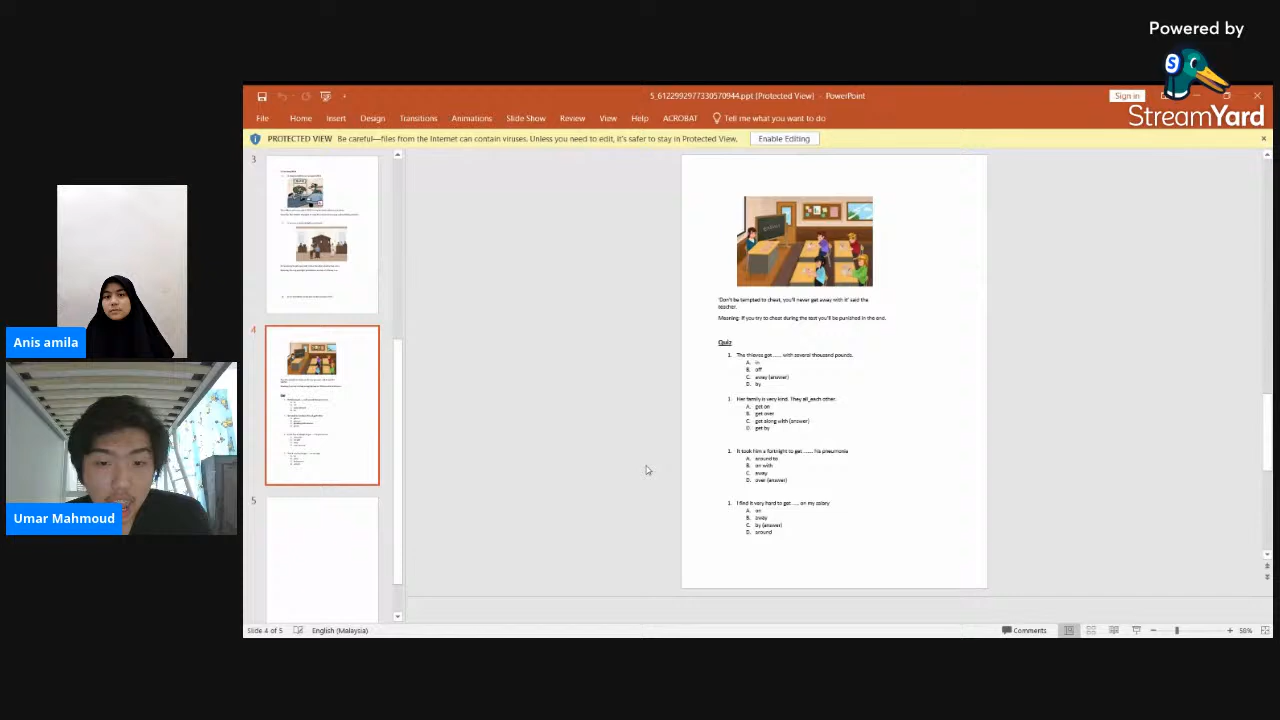 Powered by
StreamYard
S_6122992977330570944.ppt [Protected View] - PowerPoint
Sign in
File Home Insert Design Transitions Animations Slide Show Review View Help ACROBAT Tell me what you want to do
PROTECTED VIEW Be careful—files from the Internet can contain viruses. Unless you need to edit, it's safer to stay in Protected View. Enable Editing
3
4
5
'Don't be tempted to cheat, you'll never get away with it' said the
teacher.
Meaning: If you try to cheat during the test you'll be punished in the end.
Quiz
1. The thieves got ..... with several thousand pounds.
A. in
B. off
C. away (answer)
D. by
1. Her family is very kind. They all_each other.
A. get on
B. get over
C. get along with (answer)
D. get by
1. It took him a fortnight to get ...... his pneumonia
A. around to
B. on with
C. away
D. over (answer)
1. I find it very hard to get ..... on my salary
A. on
B. away
C. by (answer)
D. around
Anis amila
Umar Mahmoud
Slide 4 of 5 English (Malaysia) Comments 58%